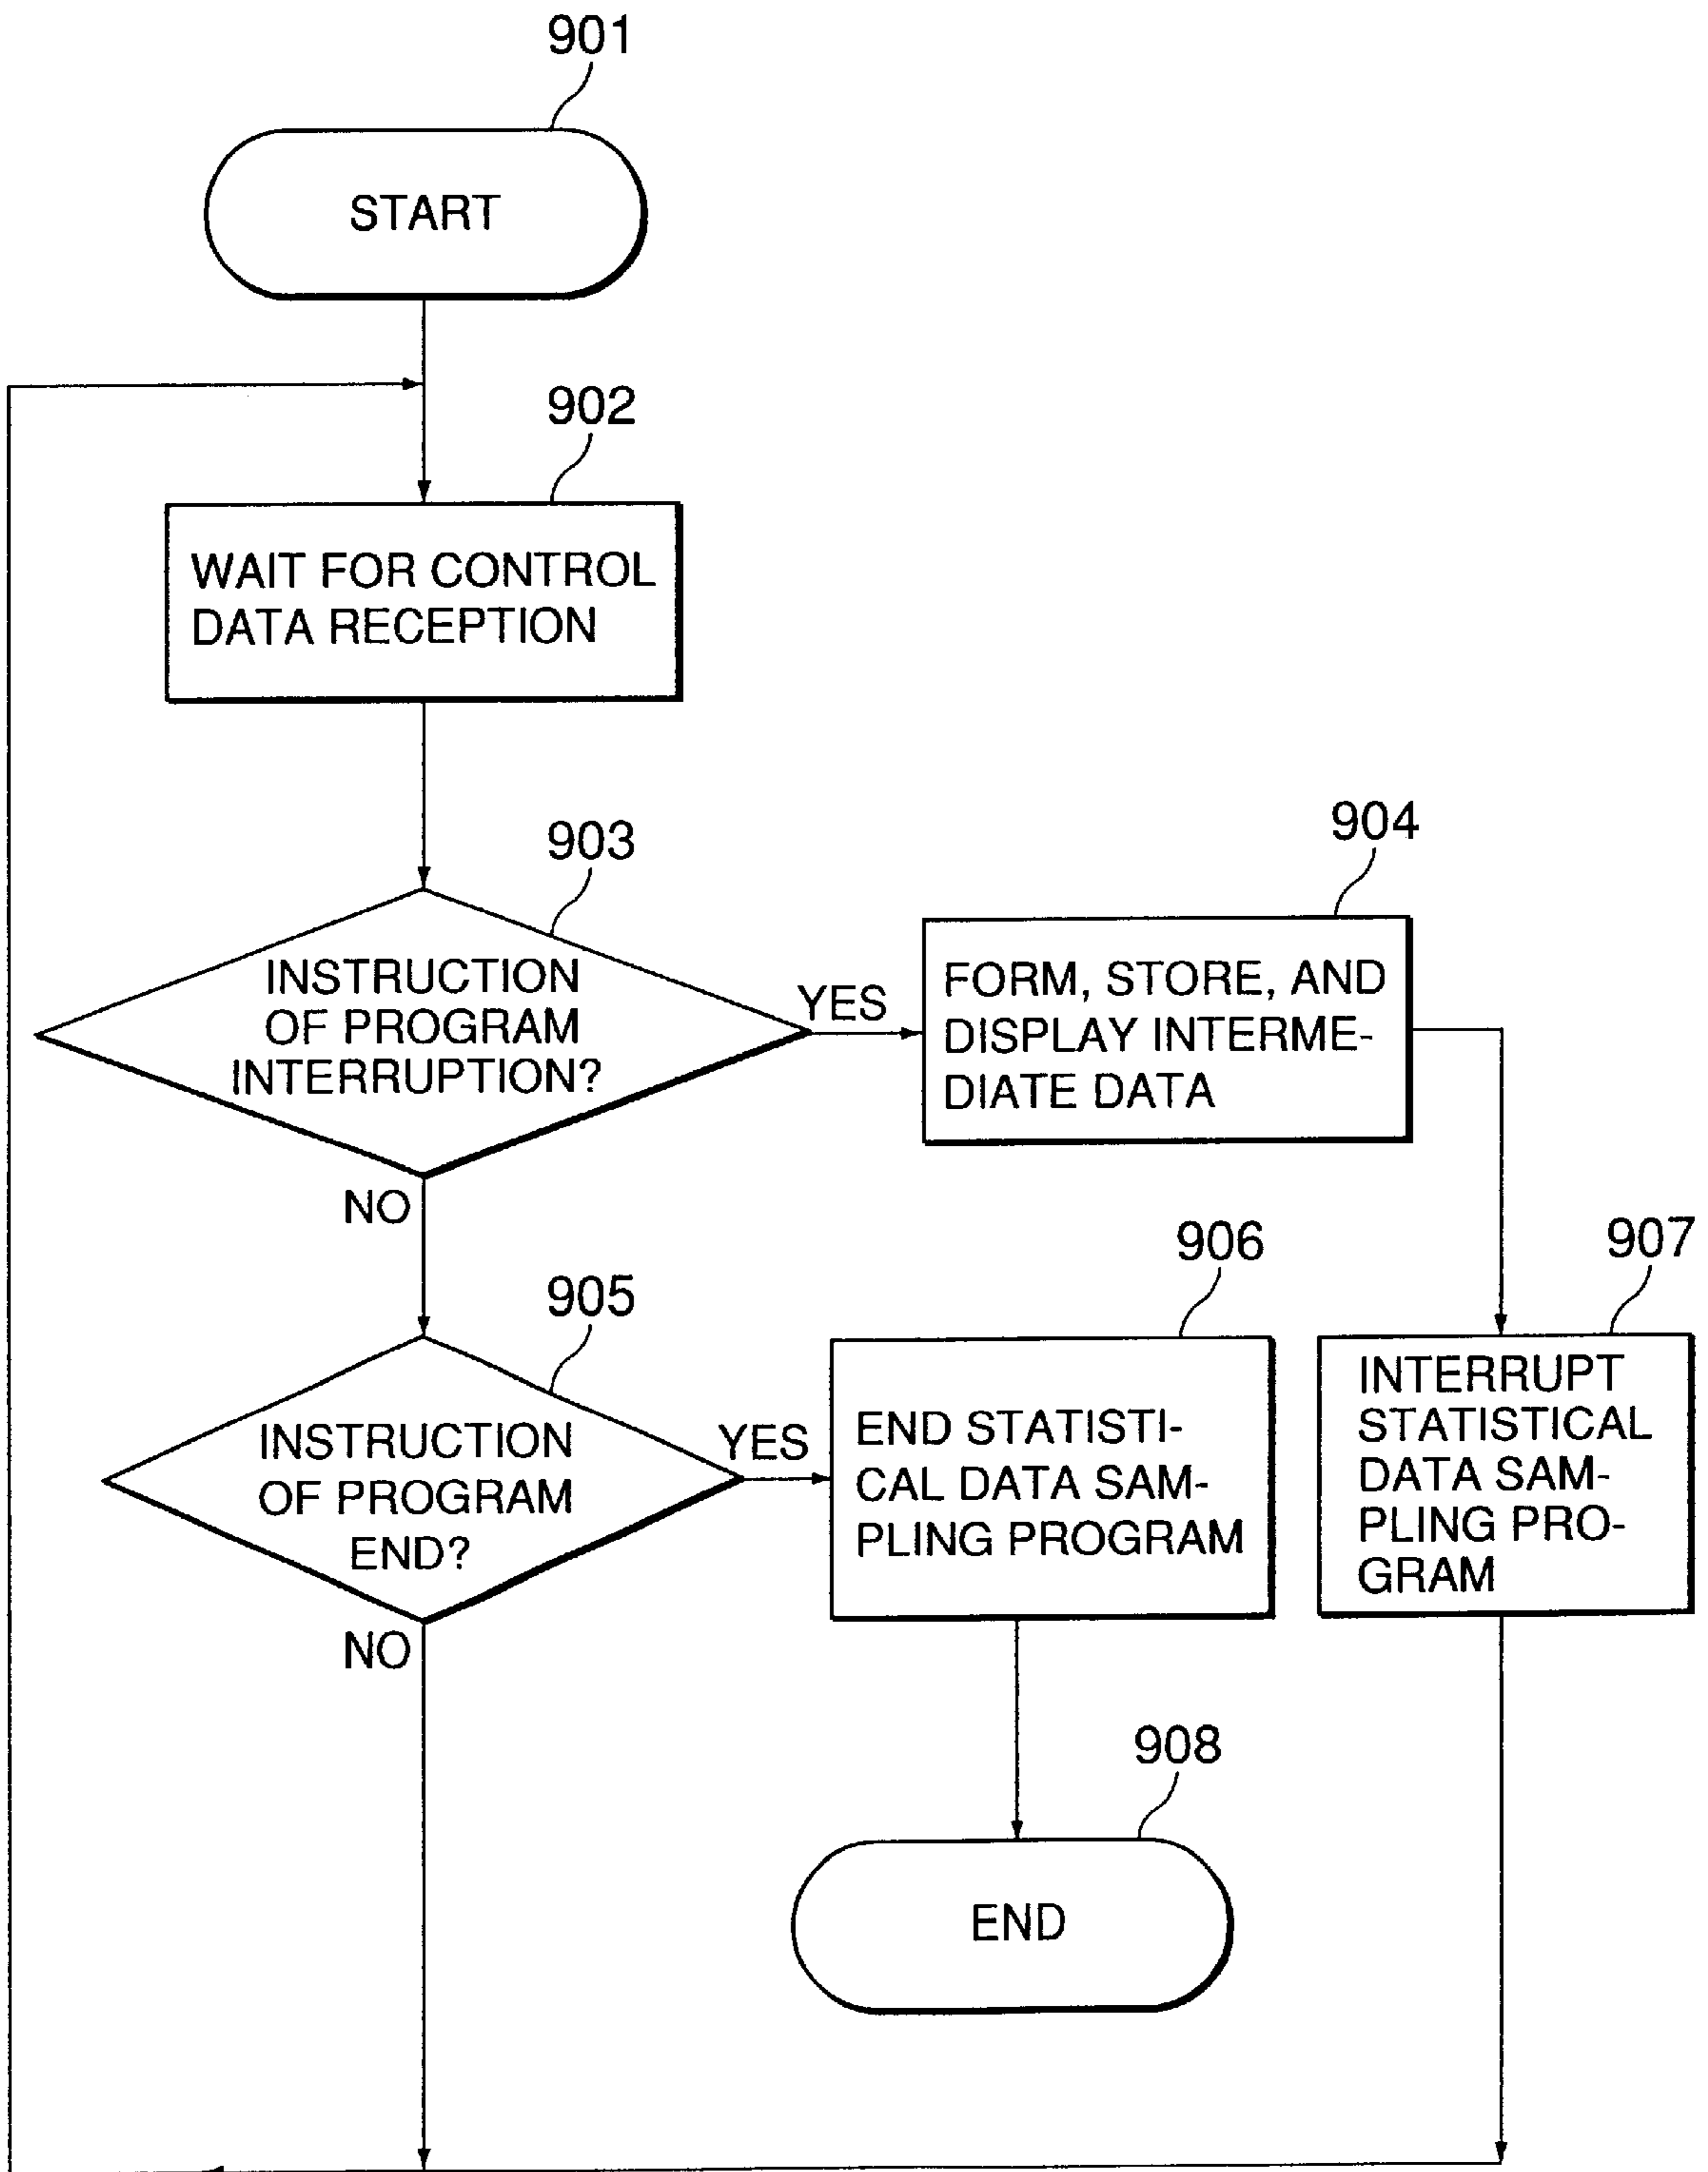 901
START
902
WAIT FOR CONTROL
DATA RECEPTION
903
INSTRUCTION
OF PROGRAM
INTERRUPTION?
YES
NO
904
FORM, STORE, AND
DISPLAY INTERME-
DIATE DATA
905
INSTRUCTION
OF PROGRAM
END?
YES
NO
906
END STATISTI-
CAL DATA SAM-
PLING PROGRAM
907
INTERRUPT
STATISTICAL
DATA SAM-
PLING PRO-
GRAM
908
END